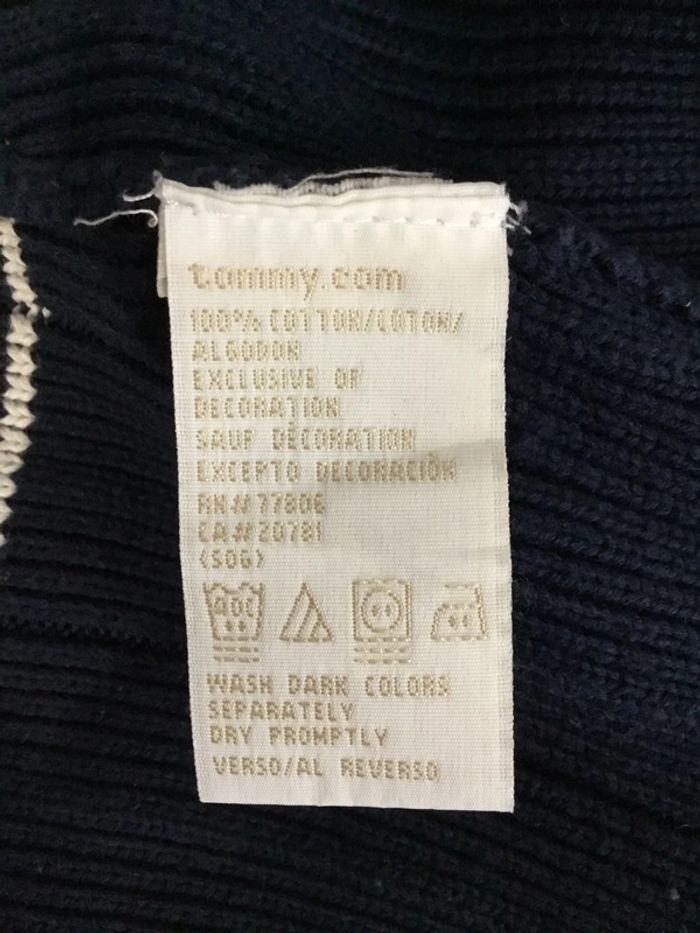 tommy.com
100% COTTON/COTON/
ALGODON
EXCLUSIVE OF
DECORATION
SAUF DÉCORATION
EXCEPTO DECORACIÓN
RN#77806
CA#20781
(SOG)
WASH DARK COLORS
SEPARATELY
DRY PROMPTLY
VERSO/AL REVERSO